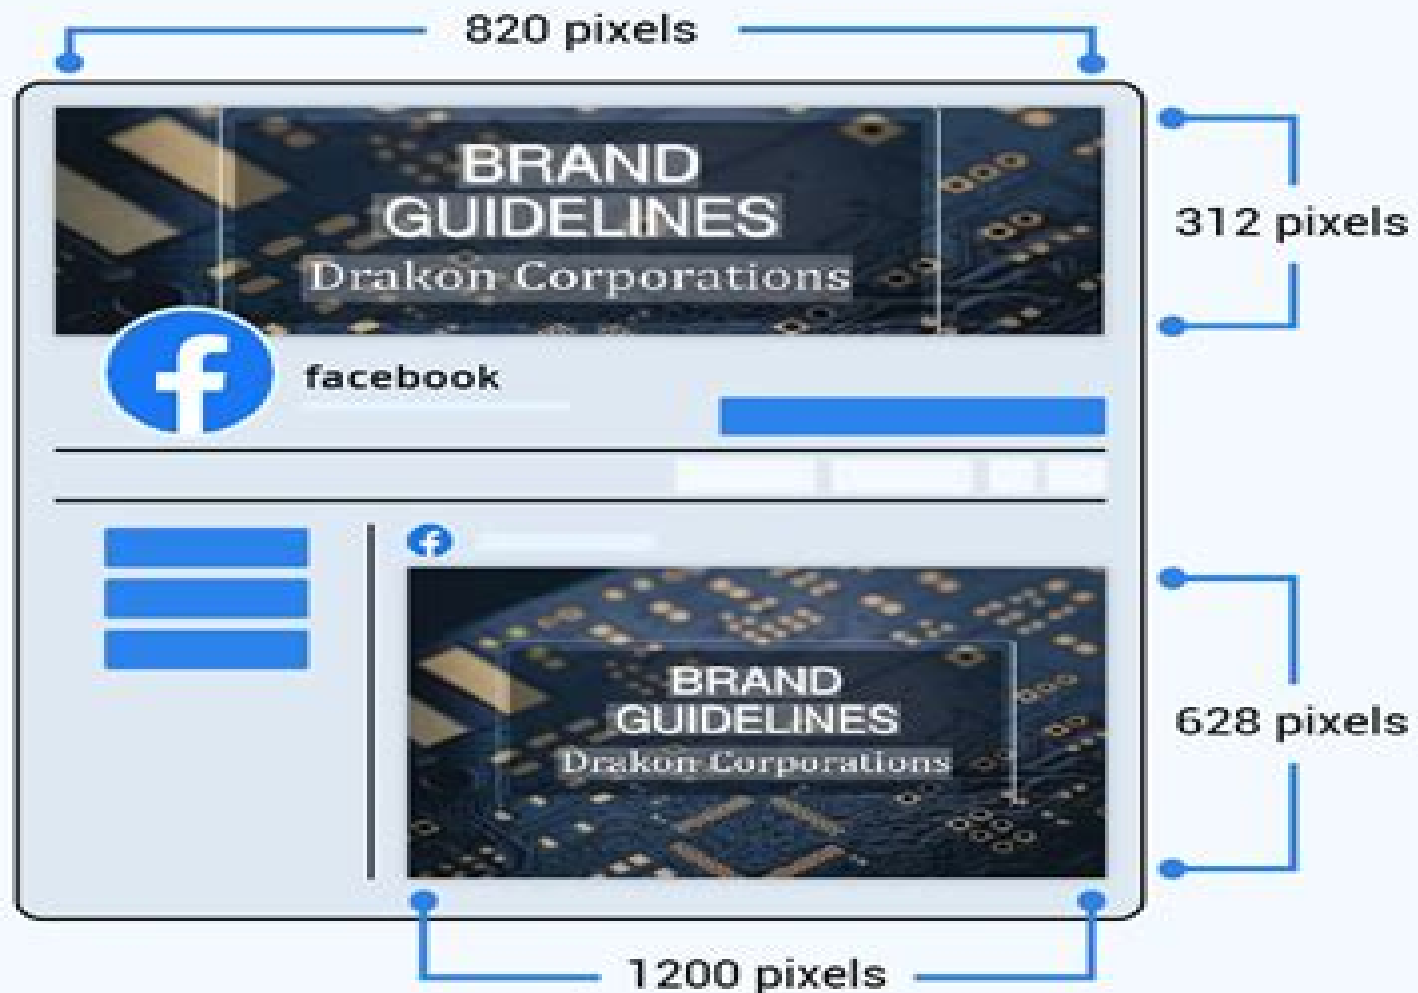 820 pixels
BRAND
GUIDELINES
Drakon Corporations
312 pixels
facebook
BRAND
GUIDELINES
Drakon Corporations
628 pixels
1200 pixels